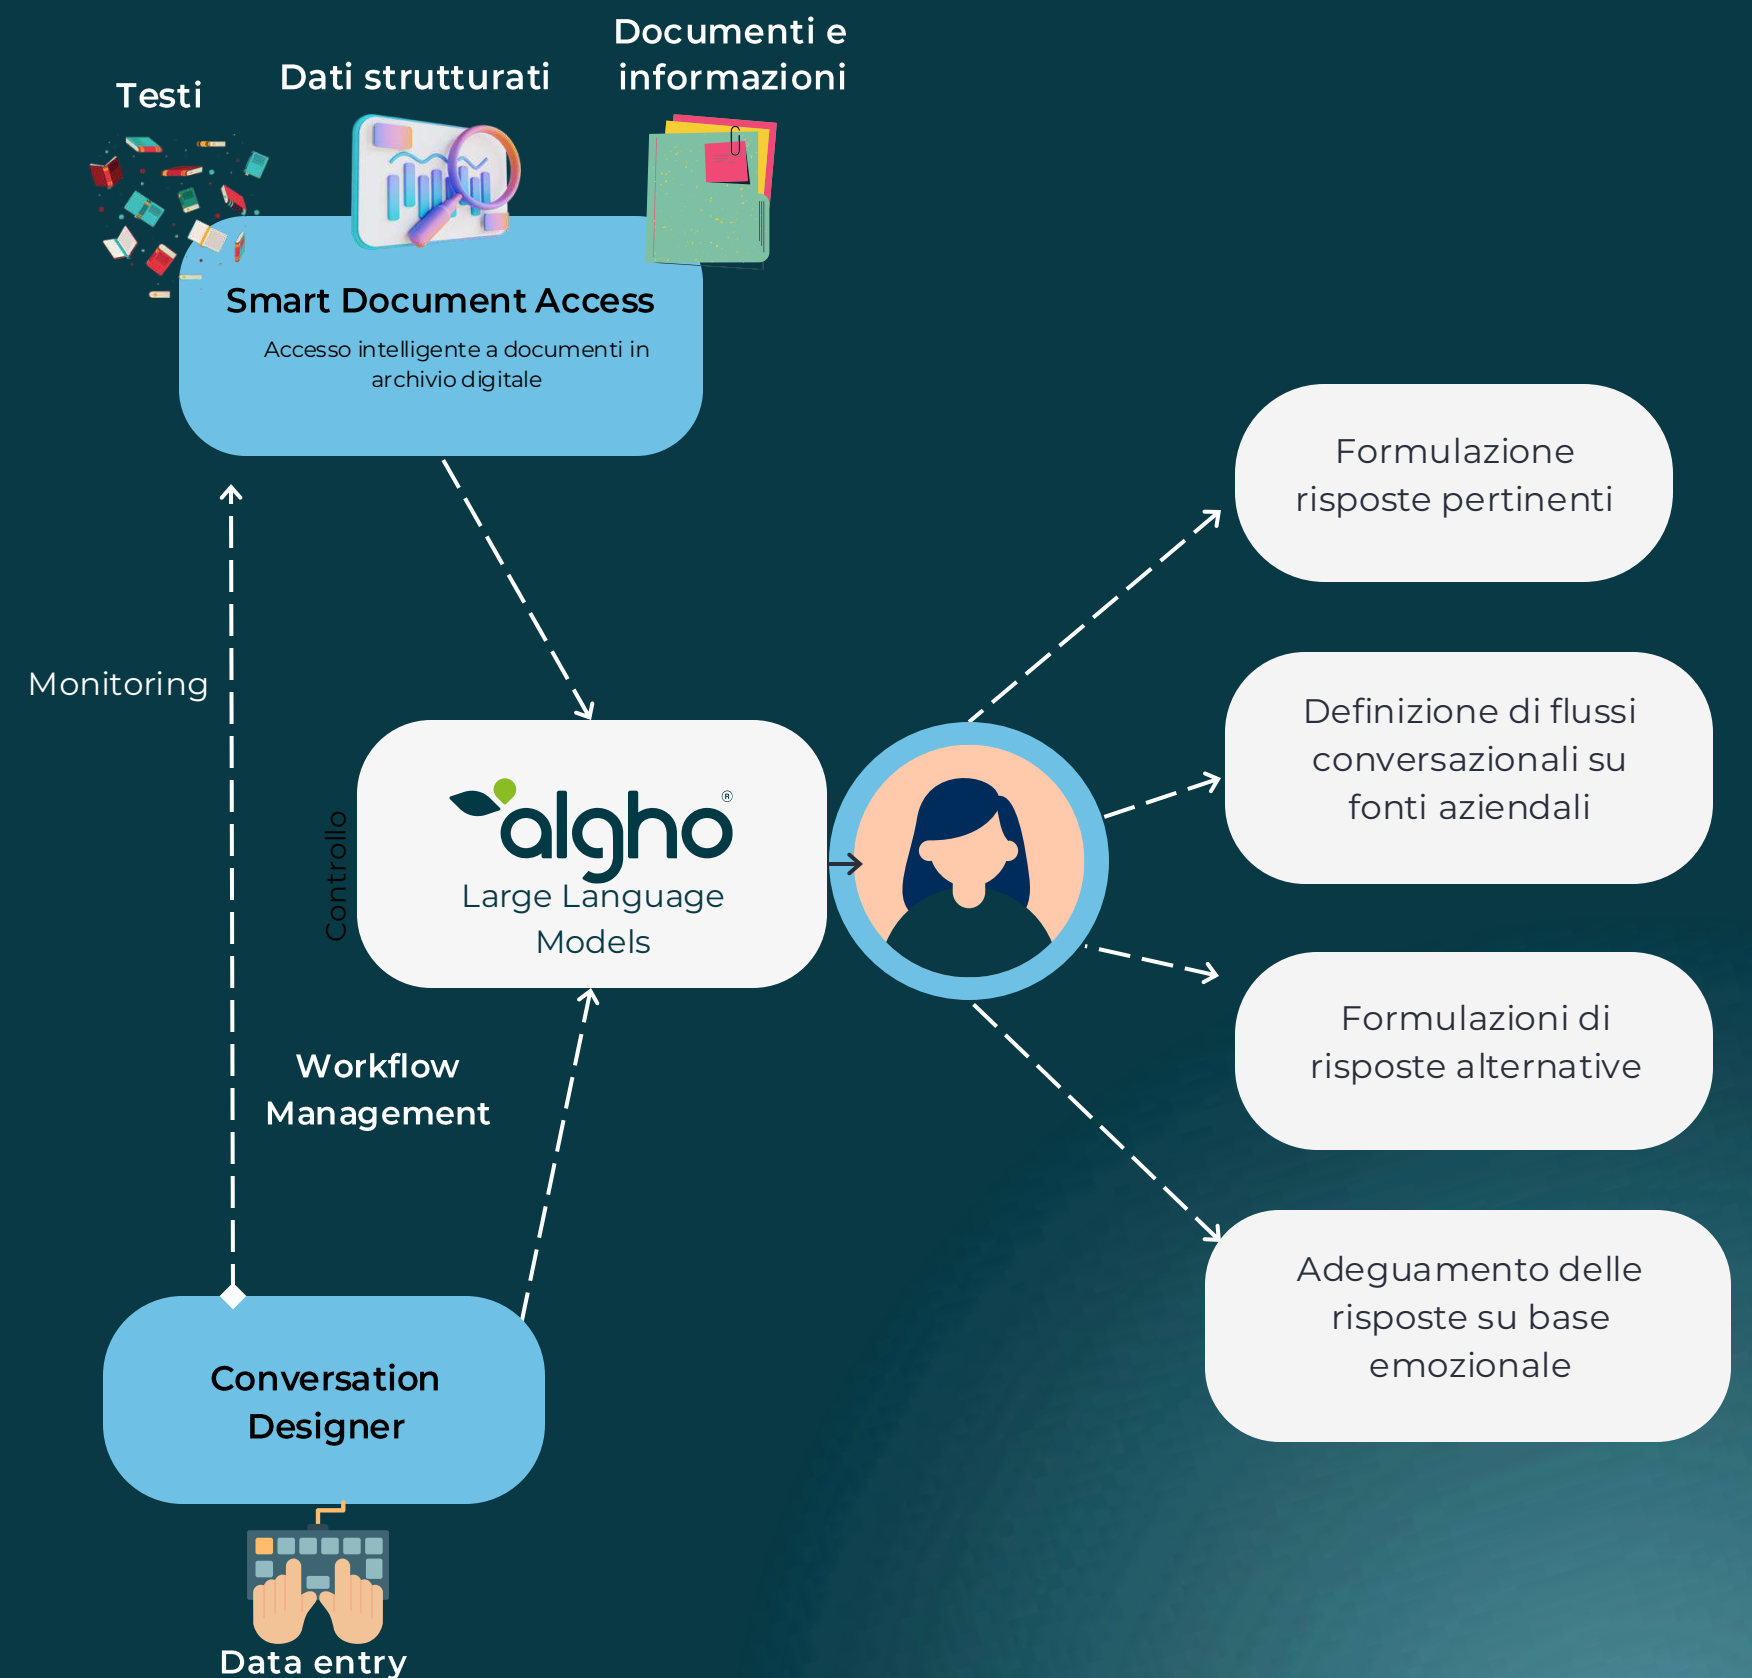 Documenti e
informazioni
Dati strutturati
Testi
Smart Document Access
Accesso intelligente a documenti in
archivio digitale
Formulazione
risposte pertinenti
Monitoring
Definizione di flussi
conversazionali su
fonti aziendali
Controllo
algho®
Large Language
Models
Formulazioni di
risposte alternative
Workflow
Management
Adeguamento delle
risposte su base
emozionale
Conversation
Designer
Data entry